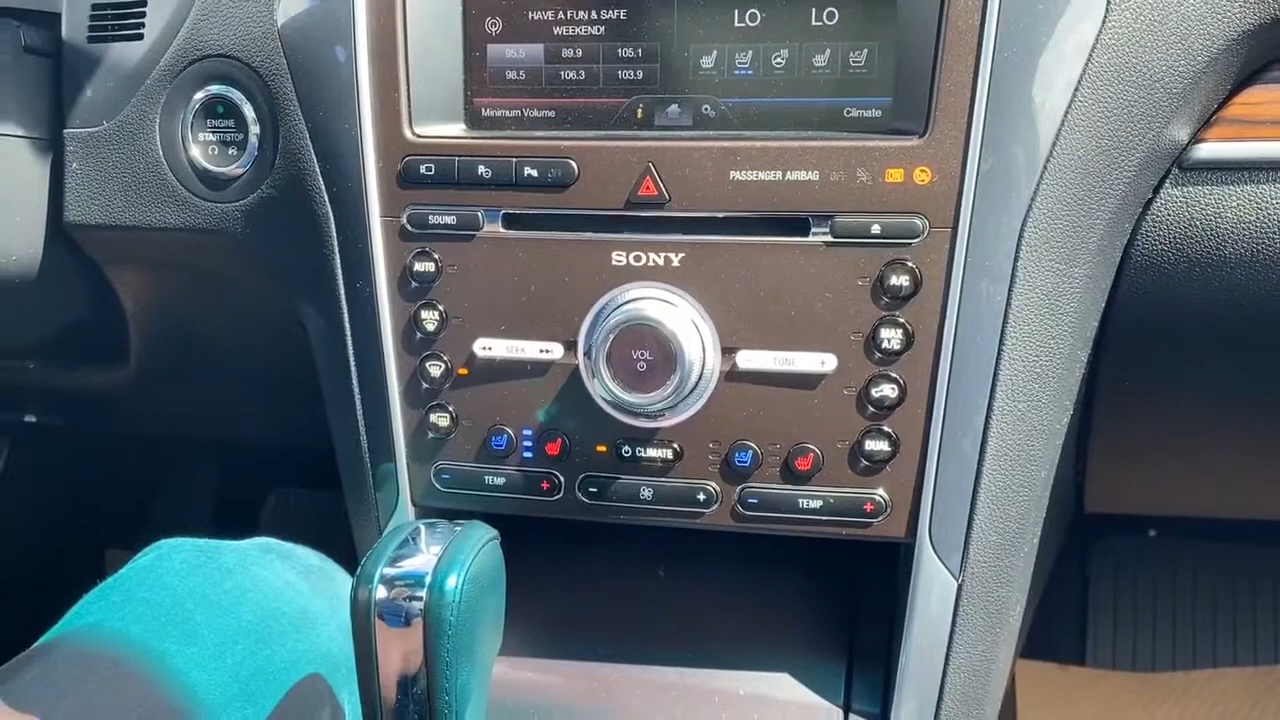 HAVE A FUN & SAFE
WEEKEND!
LO LO
95.5 89.9 105.1
98.5 106.3 103.9
A/C A/C
Minimum Volume
i
Climate
ENGINE
START/STOP
PASSENGER AIRBAG OFF ON
SOUND
SONY
AUTO
A/C
MAX
MAX
A/C
SEEK
VOL
- TUNE +
R
DUAL
A/C
CLIMATE
A/C
- TEMP +
- +
- TEMP +